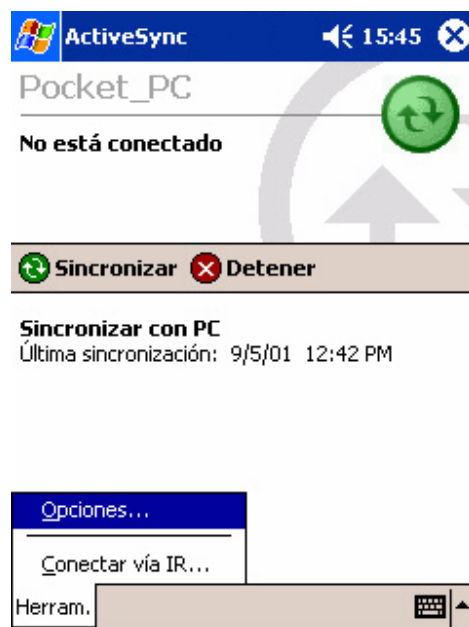 ActiveSync 15:45
Pocket_PC
No está conectado
Sincronizar Detener
Sincronizar con PC
Última sincronización: 9/5/01 12:42 PM
Opciones...
Conectar vía IR...
Herram.